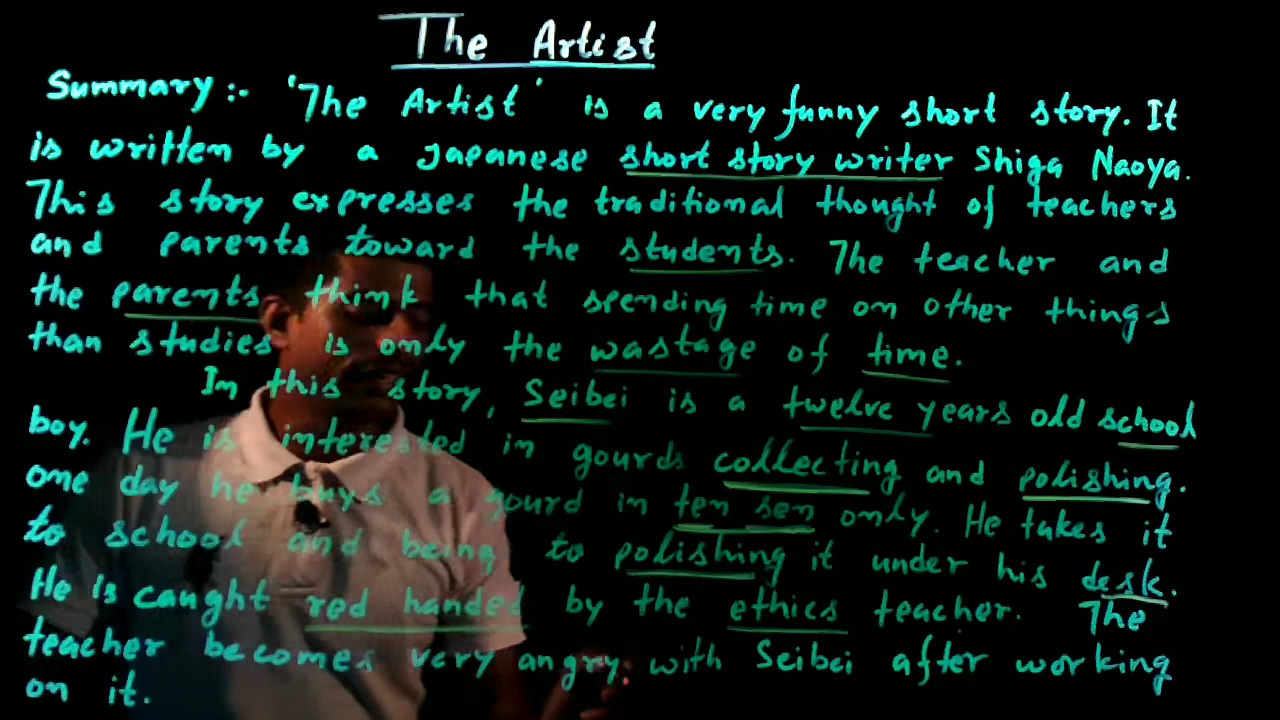 The Artist
Summary:- 'The Artist' is a very funny short story. It
is written by a Japanese short story writer Shiga Naoya.
This story expresses the traditional thought of teachers
and parents toward the students. The teacher and
the parents think that spending time on other things
than studies is only the wastage of time.
In this story, Seibei is a twelve years old school
boy. He is interested in gourds collecting and polishing.
one day he buys a gourd in ten sen only. He takes it
to school and being to polishing it under his desk.
He is caught red handed by the ethics teacher. The
teacher becomes very angry with Seibei after working
on it.